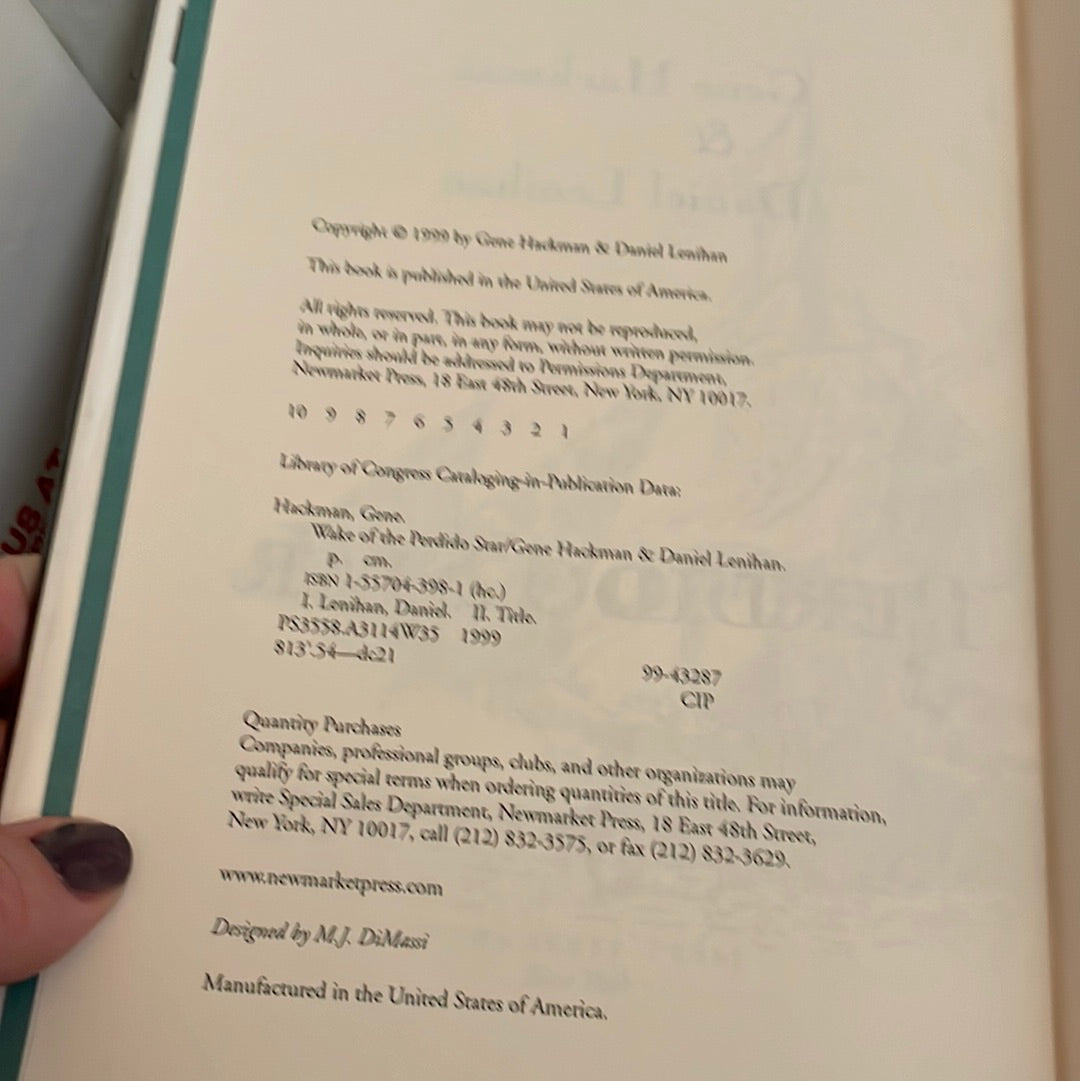 Copyright © 1999 by Gene Hackman & Daniel Lenihan
This book is published in the United States of America.
All rights reserved. This book may not be reproduced,
in whole, or in part, in any form, without written permission.
Inquiries should be addressed to Permissions Department,
Newmarket Press, 18 East 48th Street, New York, NY 10017.
10 9 8 7 6 5 4 3 2 1
Library of Congress Cataloging-in-Publication Data:
Hackman, Gene.
Wake of the Perdido Star/Gene Hackman & Daniel Lenihan.
p. cm.
ISBN 1-55704-398-1 (hc.)
I. Lenihan, Daniel. II. Title.
PS3558.A3114W35 1999
813'.54—dc21
99-43287
CIP
Quantity Purchases
Companies, professional groups, clubs, and other organizations may
qualify for special terms when ordering quantities of this title. For information,
write Special Sales Department, Newmarket Press, 18 East 48th Street,
New York, NY 10017, call (212) 832-3575, or fax (212) 832-3629.
www.newmarketpress.com
Designed by M.J. DiMassi
Manufactured in the United States of America.